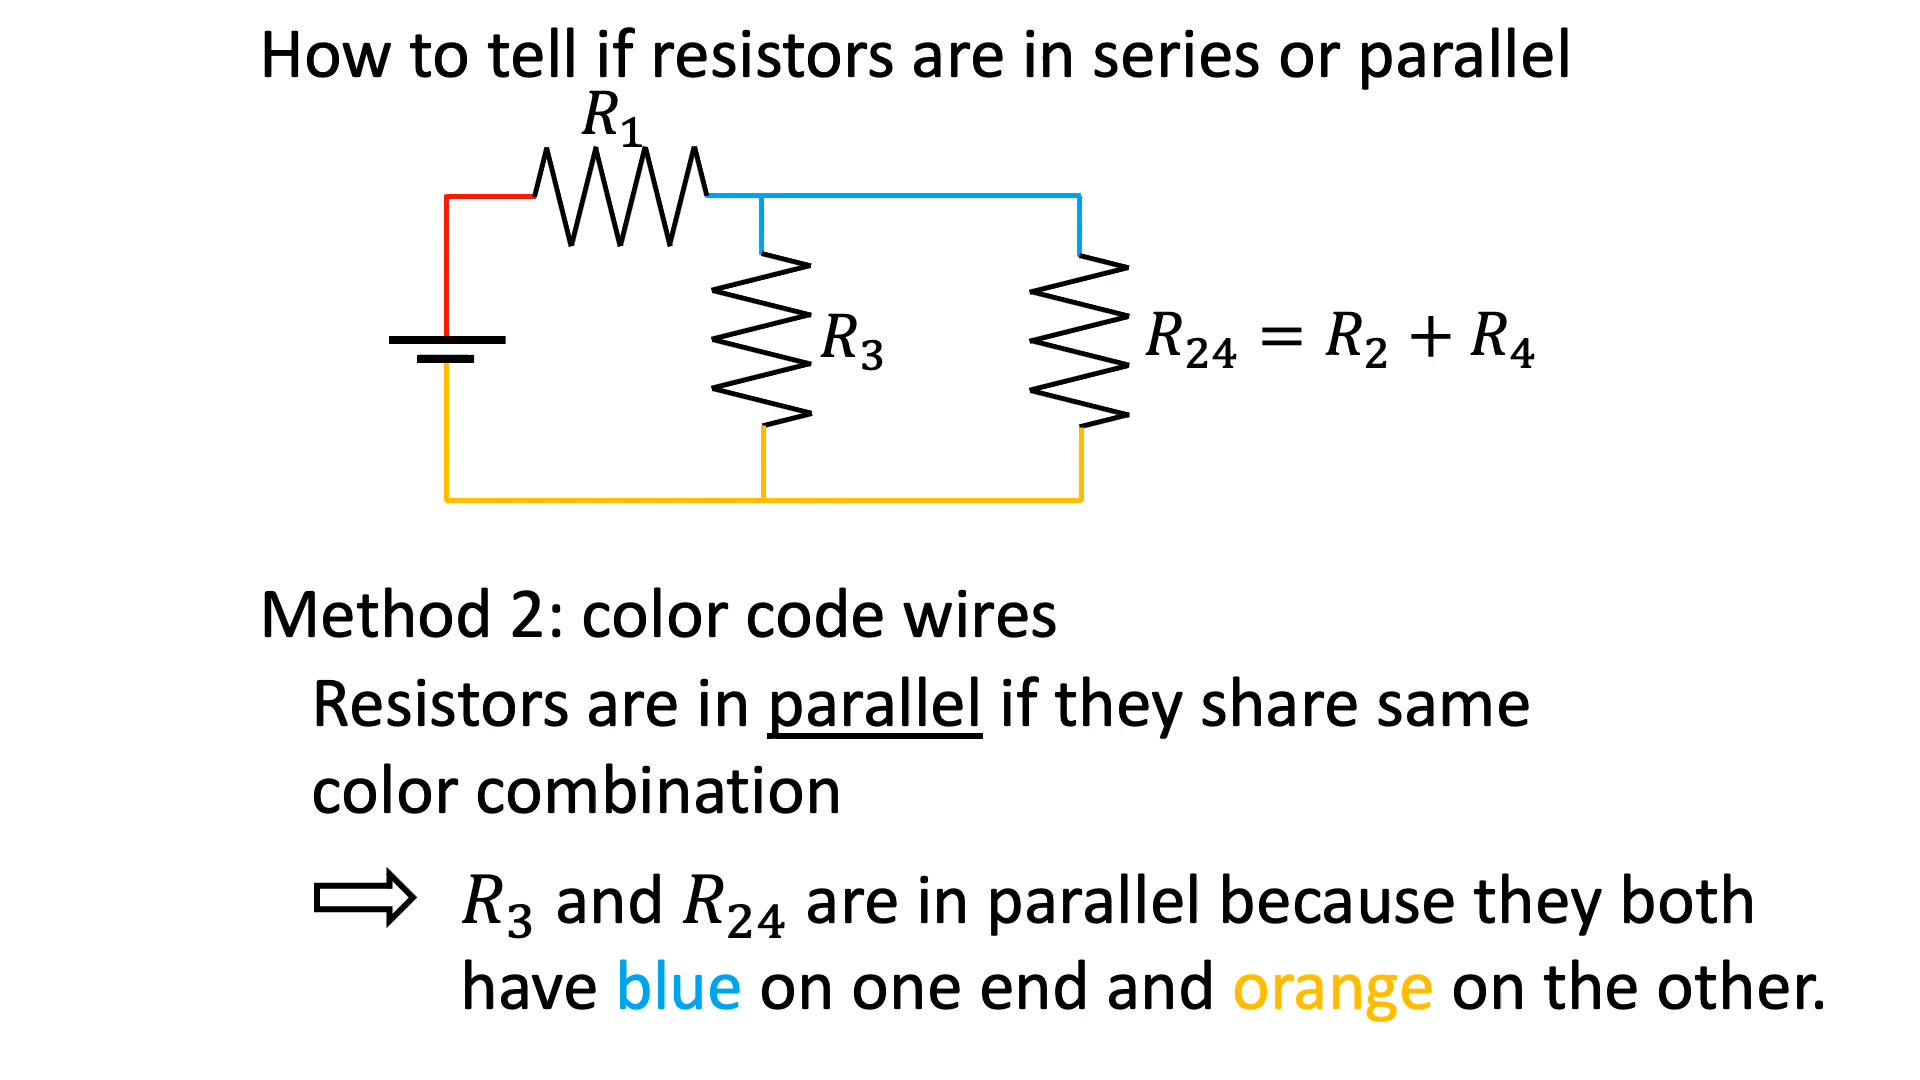 How to tell if resistors are in series or parallel
R₁
R₃
R₂₄ = R₂ + R₄
Method 2: color code wires
Resistors are in parallel if they share same
color combination
R₃ and R₂₄ are in parallel because they both
have blue on one end and orange on the other.